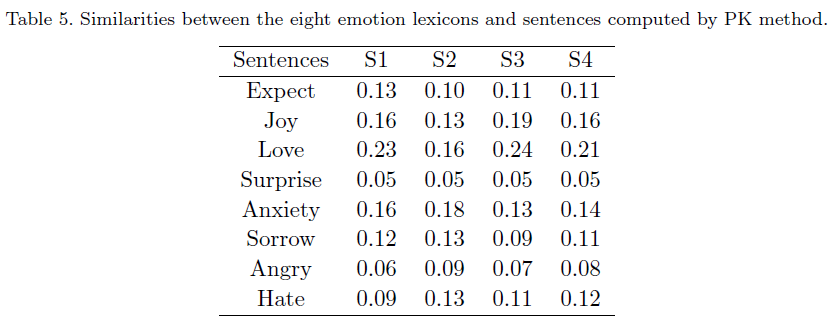 Table 5. Similarities between the eight emotion lexicons and sentences computed by PK method.
Sentences S1 S2 S3 S4
Expect 0.13 0.10 0.11 0.11
Joy 0.16 0.13 0.19 0.16
Love 0.23 0.16 0.24 0.21
Surprise 0.05 0.05 0.05 0.05
Anxiety 0.16 0.18 0.13 0.14
Sorrow 0.12 0.13 0.09 0.11
Angry 0.06 0.09 0.07 0.08
Hate 0.09 0.13 0.11 0.12